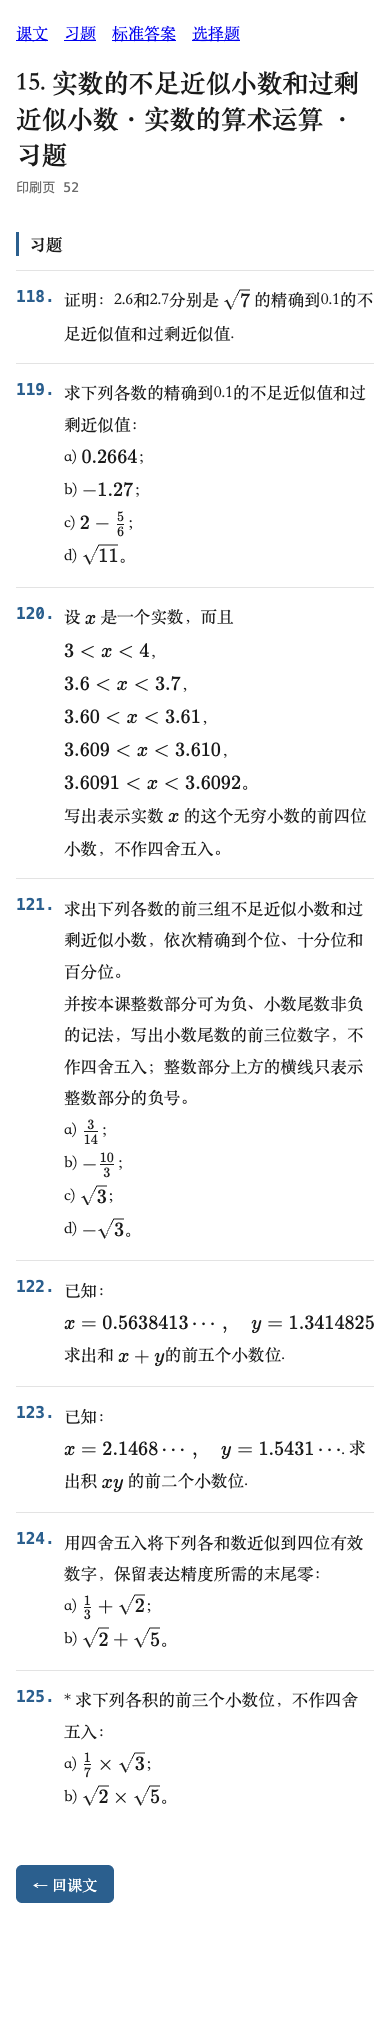 课文 习题 标准答案 选择题
15. 实数的不足近似小数和过剩
近似小数 · 实数的算术运算 ·
习题
印刷页 52
习题
118. 证明：2.6和2.7分别是 √7 的精确到0.1的不
足近似值和过剩近似值.
119. 求下列各数的精确到0.1的不足近似值和过
剩近似值：
a) 0.2664；
b) −1.27；
c) 2 − 5/6；
d) √11。
120. 设 x 是一个实数，而且
3 < x < 4，
3.6 < x < 3.7，
3.60 < x < 3.61，
3.609 < x < 3.610，
3.6091 < x < 3.6092。
写出表示实数 x 的这个无穷小数的前四位
小数，不作四舍五入。
121. 求出下列各数的前三组不足近似小数和过
剩近似小数，依次精确到个位、十分位和
百分位。
并按本课整数部分可为负、小数尾数非负
的记法，写出小数尾数的前三位数字，不
作四舍五入；整数部分上方的横线只表示
整数部分的负号。
a) 3/14；
b) −10/3；
c) √3；
d) −√3。
122. 已知：
x = 0.5638413⋯， y = 1.3414825
求出和 x + y的前五个小数位.
123. 已知：
x = 2.1468⋯， y = 1.5431⋯. 求
出积 xy 的前二个小数位.
124. 用四舍五入将下列各和数近似到四位有效
数字，保留表达精度所需的末尾零：
a) 1/3 + √2；
b) √2 + √5。
125. * 求下列各积的前三个小数位，不作四舍
五入：
a) 1/7 × √3；
b) √2 × √5。
← 回课文